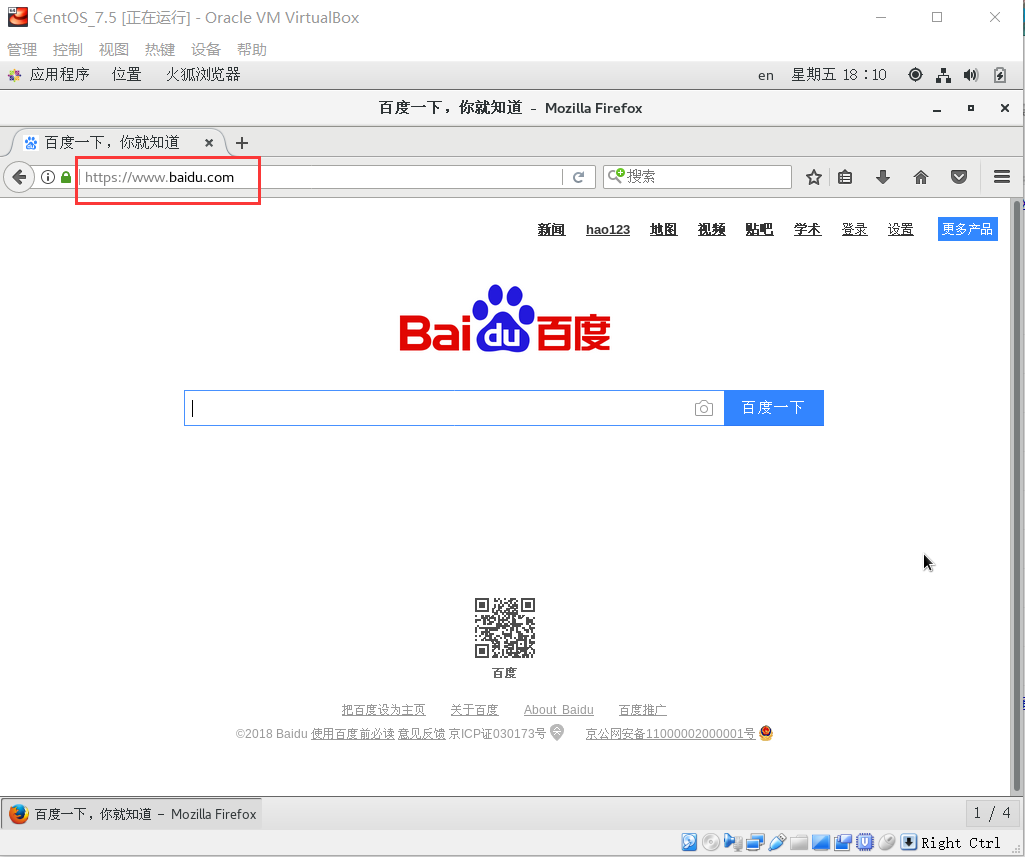 CentOS_7.5 [正在运行] - Oracle VM VirtualBox
管理 控制 视图 热键 设备 帮助
应用程序 位置 火狐浏览器 en 星期五 18：10
百度一下，你就知道 - Mozilla Firefox
百度一下，你就知道
https://www.baidu.com 搜索
新闻 hao123 地图 视频 贴吧 学术 登录 设置 更多产品
Bai du 百度
百度一下
百度
把百度设为主页 关于百度 About Baidu 百度推广
©2018 Baidu 使用百度前必读 意见反馈 京ICP证030173号 京公网安备11000002000001号
百度一下，你就知道 - Mozilla Firefox 1 / 4
Right Ctrl